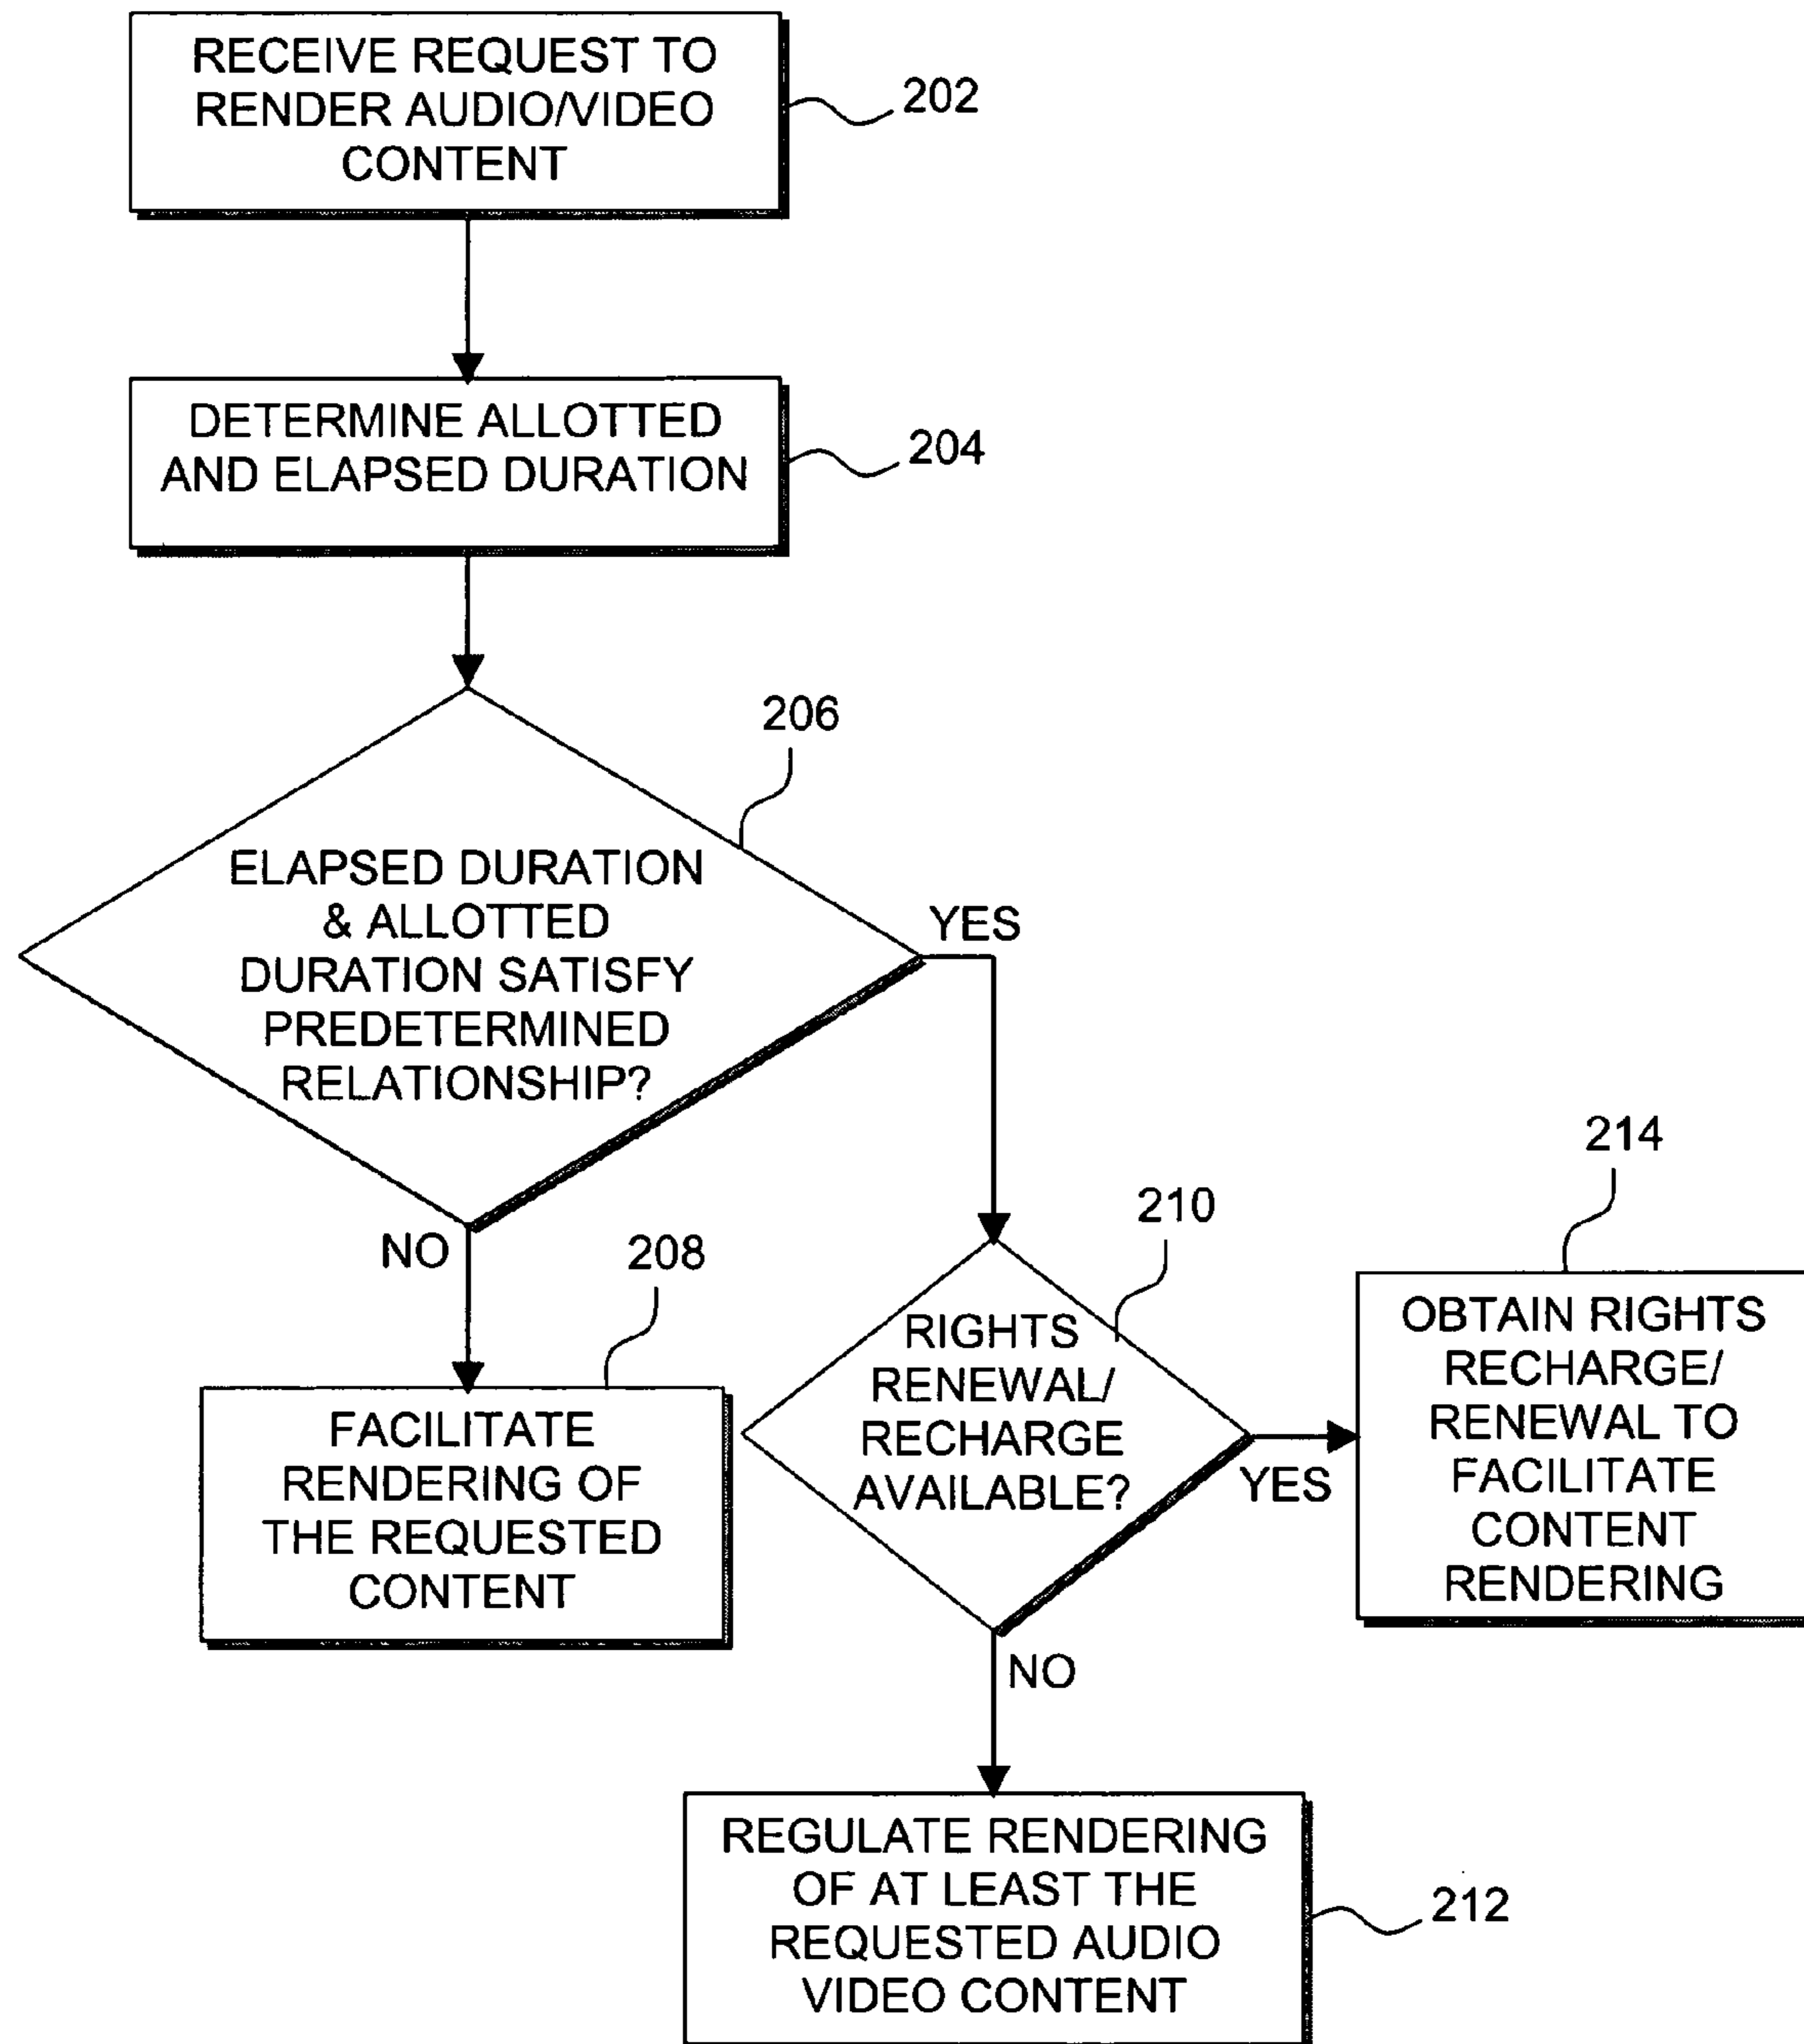 RECEIVE REQUEST TO
RENDER AUDIO/VIDEO
CONTENT
202
DETERMINE ALLOTTED
AND ELAPSED DURATION
204
206
ELAPSED DURATION
& ALLOTTED
DURATION SATISFY
PREDETERMINED
RELATIONSHIP?
YES
NO
208
FACILITATE
RENDERING OF
THE REQUESTED
CONTENT
210
RIGHTS
RENEWAL/
RECHARGE
AVAILABLE?
YES
NO
214
OBTAIN RIGHTS
RECHARGE/
RENEWAL TO
FACILITATE
CONTENT
RENDERING
REGULATE RENDERING
OF AT LEAST THE
REQUESTED AUDIO
VIDEO CONTENT
212